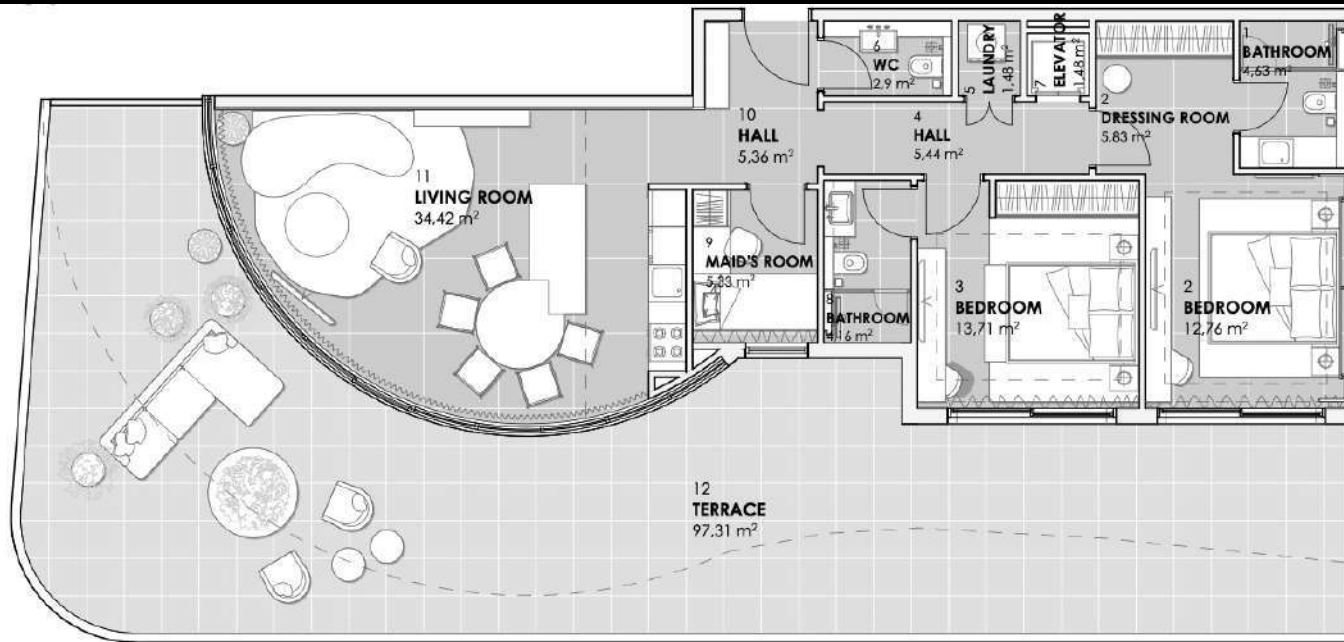 1
BATHROOM
4,63 m²
6
WC
2,9 m²
5
LAUNDRY
1,48 m²
7
ELEVATOR
1,48 m²
2
DRESSING ROOM
5,83 m²
10
HALL
5,36 m²
4
HALL
5,44 m²
11
LIVING ROOM
34,42 m²
9
MAID'S ROOM
5,33 m²
8
BATHROOM
4,16 m²
3
BEDROOM
13,71 m²
2
BEDROOM
12,76 m²
12
TERRACE
97,31 m²